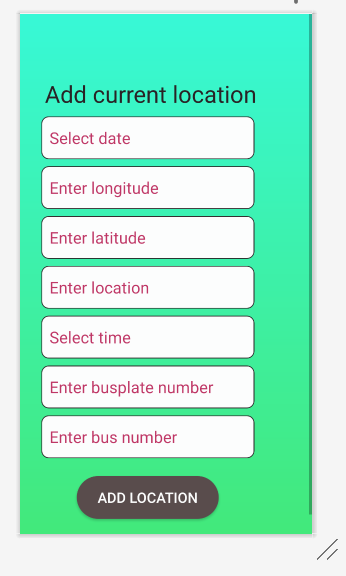 Add current location
Select date
Enter longitude
Enter latitude
Enter location
Select time
Enter busplate number
Enter bus number
ADD LOCATION